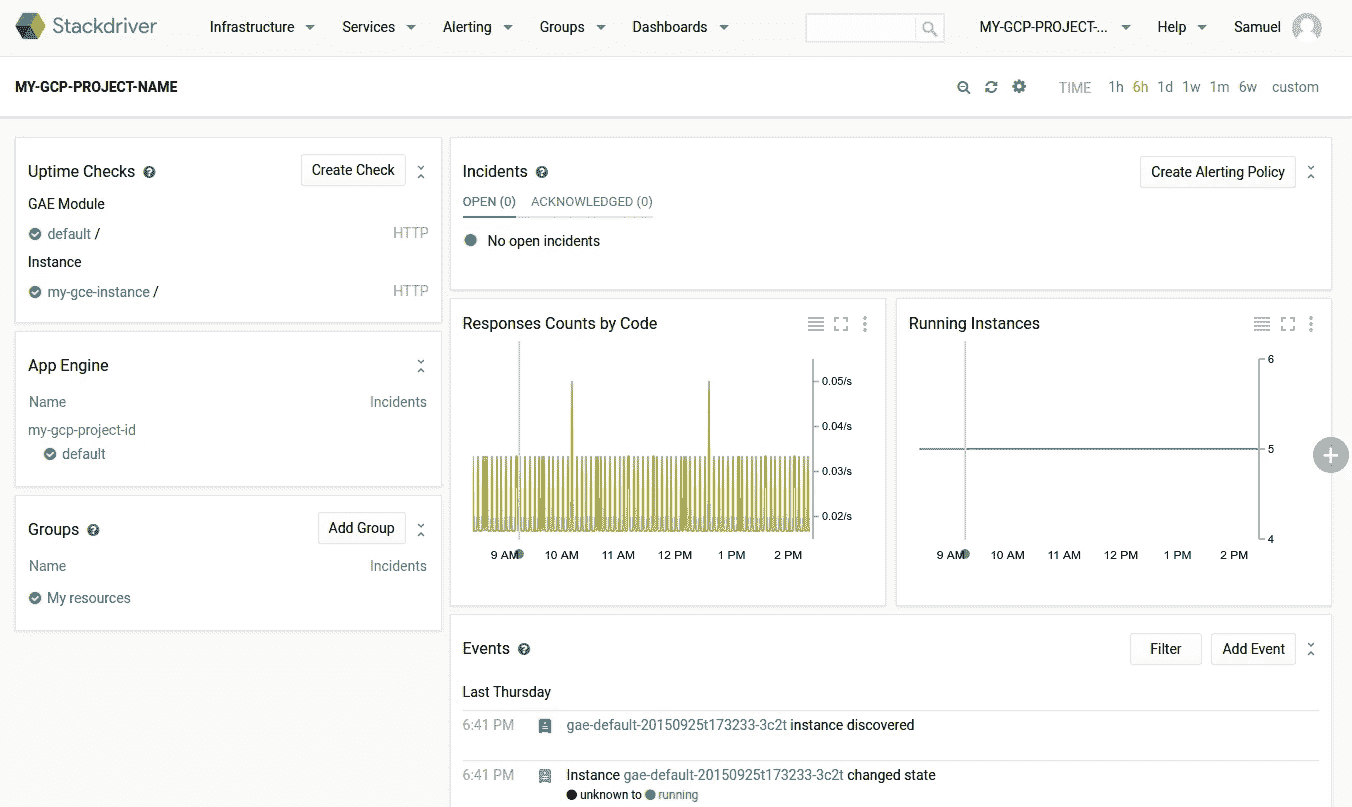 Stackdriver Infrastructure Services Alerting Groups Dashboards MY-GCP-PROJECT-... Help Samuel
MY-GCP-PROJECT-NAME TIME 1h 6h 1d 1w 1m 6w custom
Uptime Checks ? Create Check
GAE Module
default / HTTP
Instance
my-gce-instance / HTTP
App Engine
Name Incidents
my-gcp-project-id
default
Groups ? Add Group
Name Incidents
My resources
Incidents ? Create Alerting Policy
OPEN (0) ACKNOWLEDGED (0)
No open incidents
Responses Counts by Code
0.05/s
0.04/s
0.03/s
0.02/s
9 AM 10 AM 11 AM 12 PM 1 PM 2 PM
Running Instances
6
5
4
9 AM 10 AM 11 AM 12 PM 1 PM 2 PM
+
Events ? Filter Add Event
Last Thursday
6:41 PM gae-default-20150925t173233-3c2t instance discovered
6:41 PM Instance gae-default-20150925t173233-3c2t changed state
unknown to running